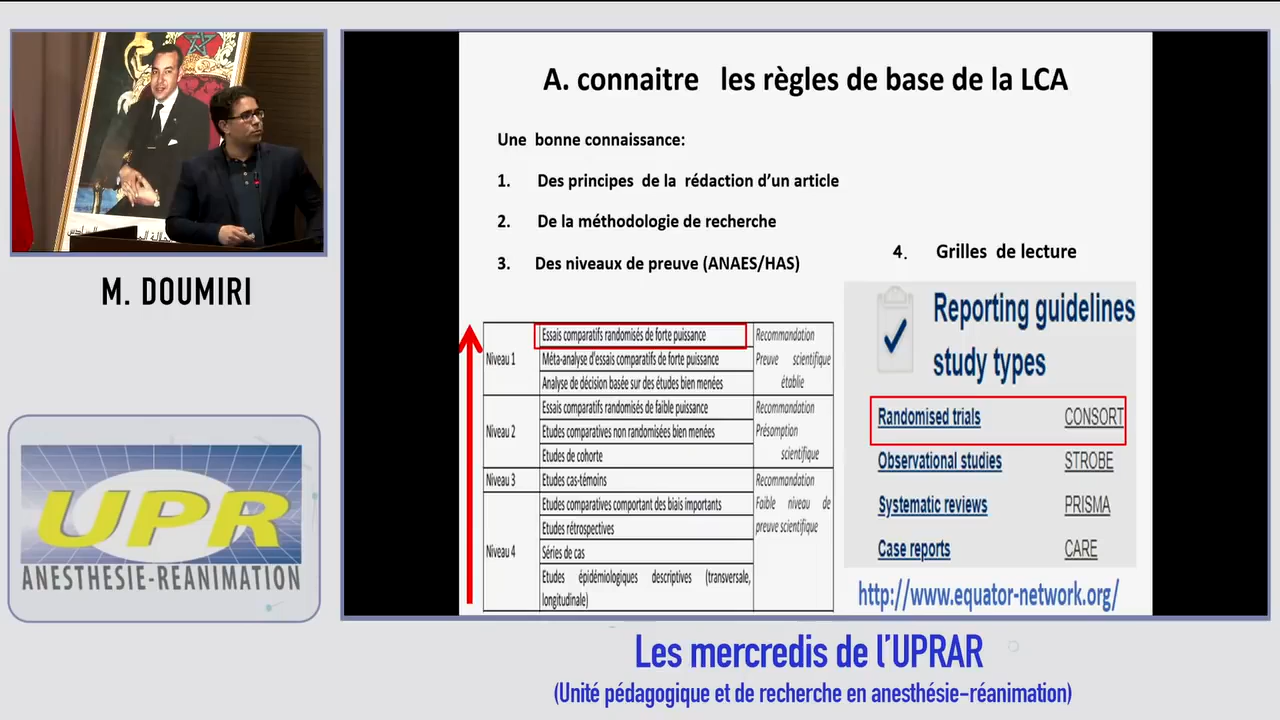 A. connaitre les règles de base de la LCA
Une bonne connaissance:
1. Des principes de la rédaction d'un article
2. De la méthodologie de recherche
3. Des niveaux de preuve (ANAES/HAS)
4. Grilles de lecture
Niveau 1
Essais comparatifs randomisés de forte puissance
Méta-analyse d'essais comparatifs de forte puissance
Analyse de décision basée sur des études bien menées
Recommandation
Preuve scientifique
établie
Niveau 2
Essais comparatifs randomisés de faible puissance
Etudes comparatives non randomisées bien menées
Etudes de cohorte
Recommandation
Présomption
scientifique
Niveau 3
Etudes cas-témoins
Niveau 4
Etudes comparatives comportant des biais importants
Etudes rétrospectives
Séries de cas
Etudes épidémiologiques descriptives (transversale,
longitudinale)
Recommandation
Faible niveau de
preuve scientifique
Reporting guidelines
study types
Randomised trials CONSORT
Observational studies STROBE
Systematic reviews PRISMA
Case reports CARE
http://www.equator-network.org/
M. DOUMIRI
UPR
ANESTHESIE-REANIMATION
Les mercredis de l'UPRAR
(Unité pédagogique et de recherche en anesthésie-réanimation)